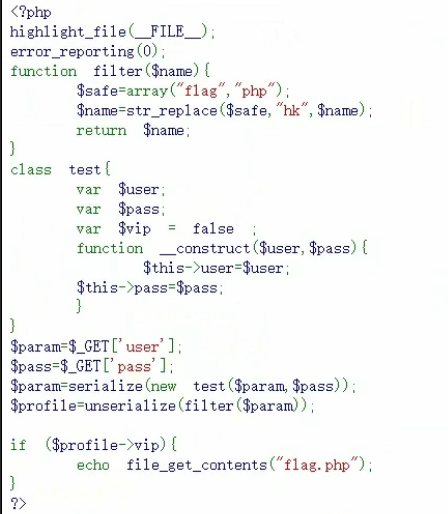 <?php
highlight_file(__FILE__);
error_reporting(0);
function  filter($name){
        $safe=array("flag","php");
        $name=str_replace($safe,"hk",$name);
        return  $name;
}
class  test{
        var  $user;
        var  $pass;
        var  $vip  =  false  ;
        function  __construct($user,$pass){
                $this->user=$user;
        $this->pass=$pass;
        }
}
$param=$_GET['user'];
$pass=$_GET['pass'];
$param=serialize(new  test($param,$pass));
$profile=unserialize(filter($param));

if  ($profile->vip){
        echo  file_get_contents("flag.php");
}
?>